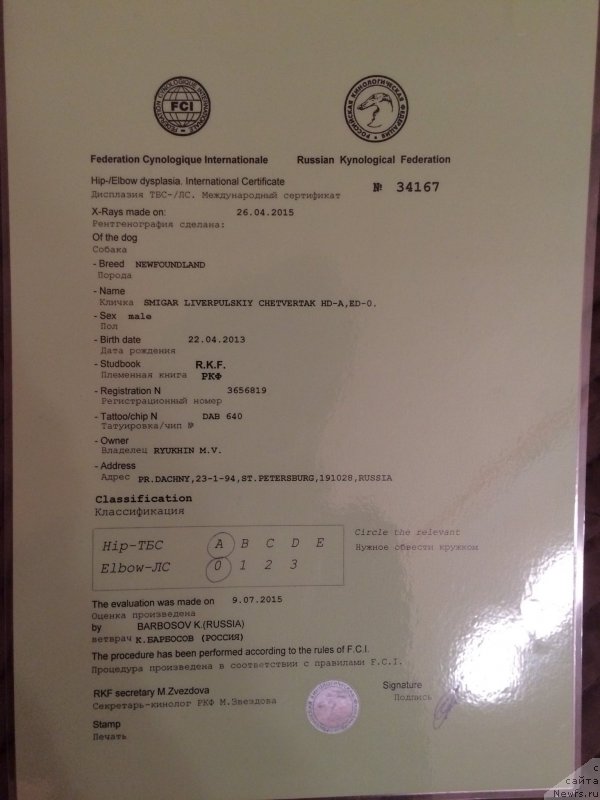 FCI
FEDERATION CYNOLOGIQUE INTERNATIONALE
РОССИЙСКАЯ КИНОЛОГИЧЕСКАЯ ФЕДЕРАЦИЯ
Federation Cynologique Internationale Russian Kynological Federation
Hip-/Elbow dysplasia. International Certificate
Дисплазия ТБС-/ЛС. Международный сертификат
№ 34167
X-Rays made on: 26.04.2015
Рентгенография сделана:
Of the dog
Собака
- Breed NEWFOUNDLAND
Порода
- Name
Кличка SMIGAR LIVERPULSKIY CHETVERTAK HD-A,ED-0.
- Sex male
Пол
- Birth date 22.04.2013
Дата рождения
- Studbook R.K.F.
Племенная книга РКФ
- Registration N 3656819
Регистрационный номер
- Tattoo/chip N DAB 640
Татуировка/чип №
- Owner
Владелец RYUKHIN M.V.
- Address
Адрес PR.DACHNY,23-1-94,ST.PETERSBURG,191028,RUSSIA
Classification
Классификация
Hip-ТБС A B C D E
Elbow-ЛС 0 1 2 3
Circle the relevant
Нужное обвести кружком
The evaluation was made on 9.07.2015
Оценка произведена
by BARBOSOV K.(RUSSIA)
ветврач К.БАРБОСОВ (РОССИЯ)
The procedure has been performed according to the rules of F.C.I.
Процедура произведена в соответствии с правилами F.C.I.
RKF secretary M.Zvezdova
Секретарь-кинолог РКФ М.Звездова
Signature
Подпись
Stamp
Печать
с
сайта
Newfs.ru